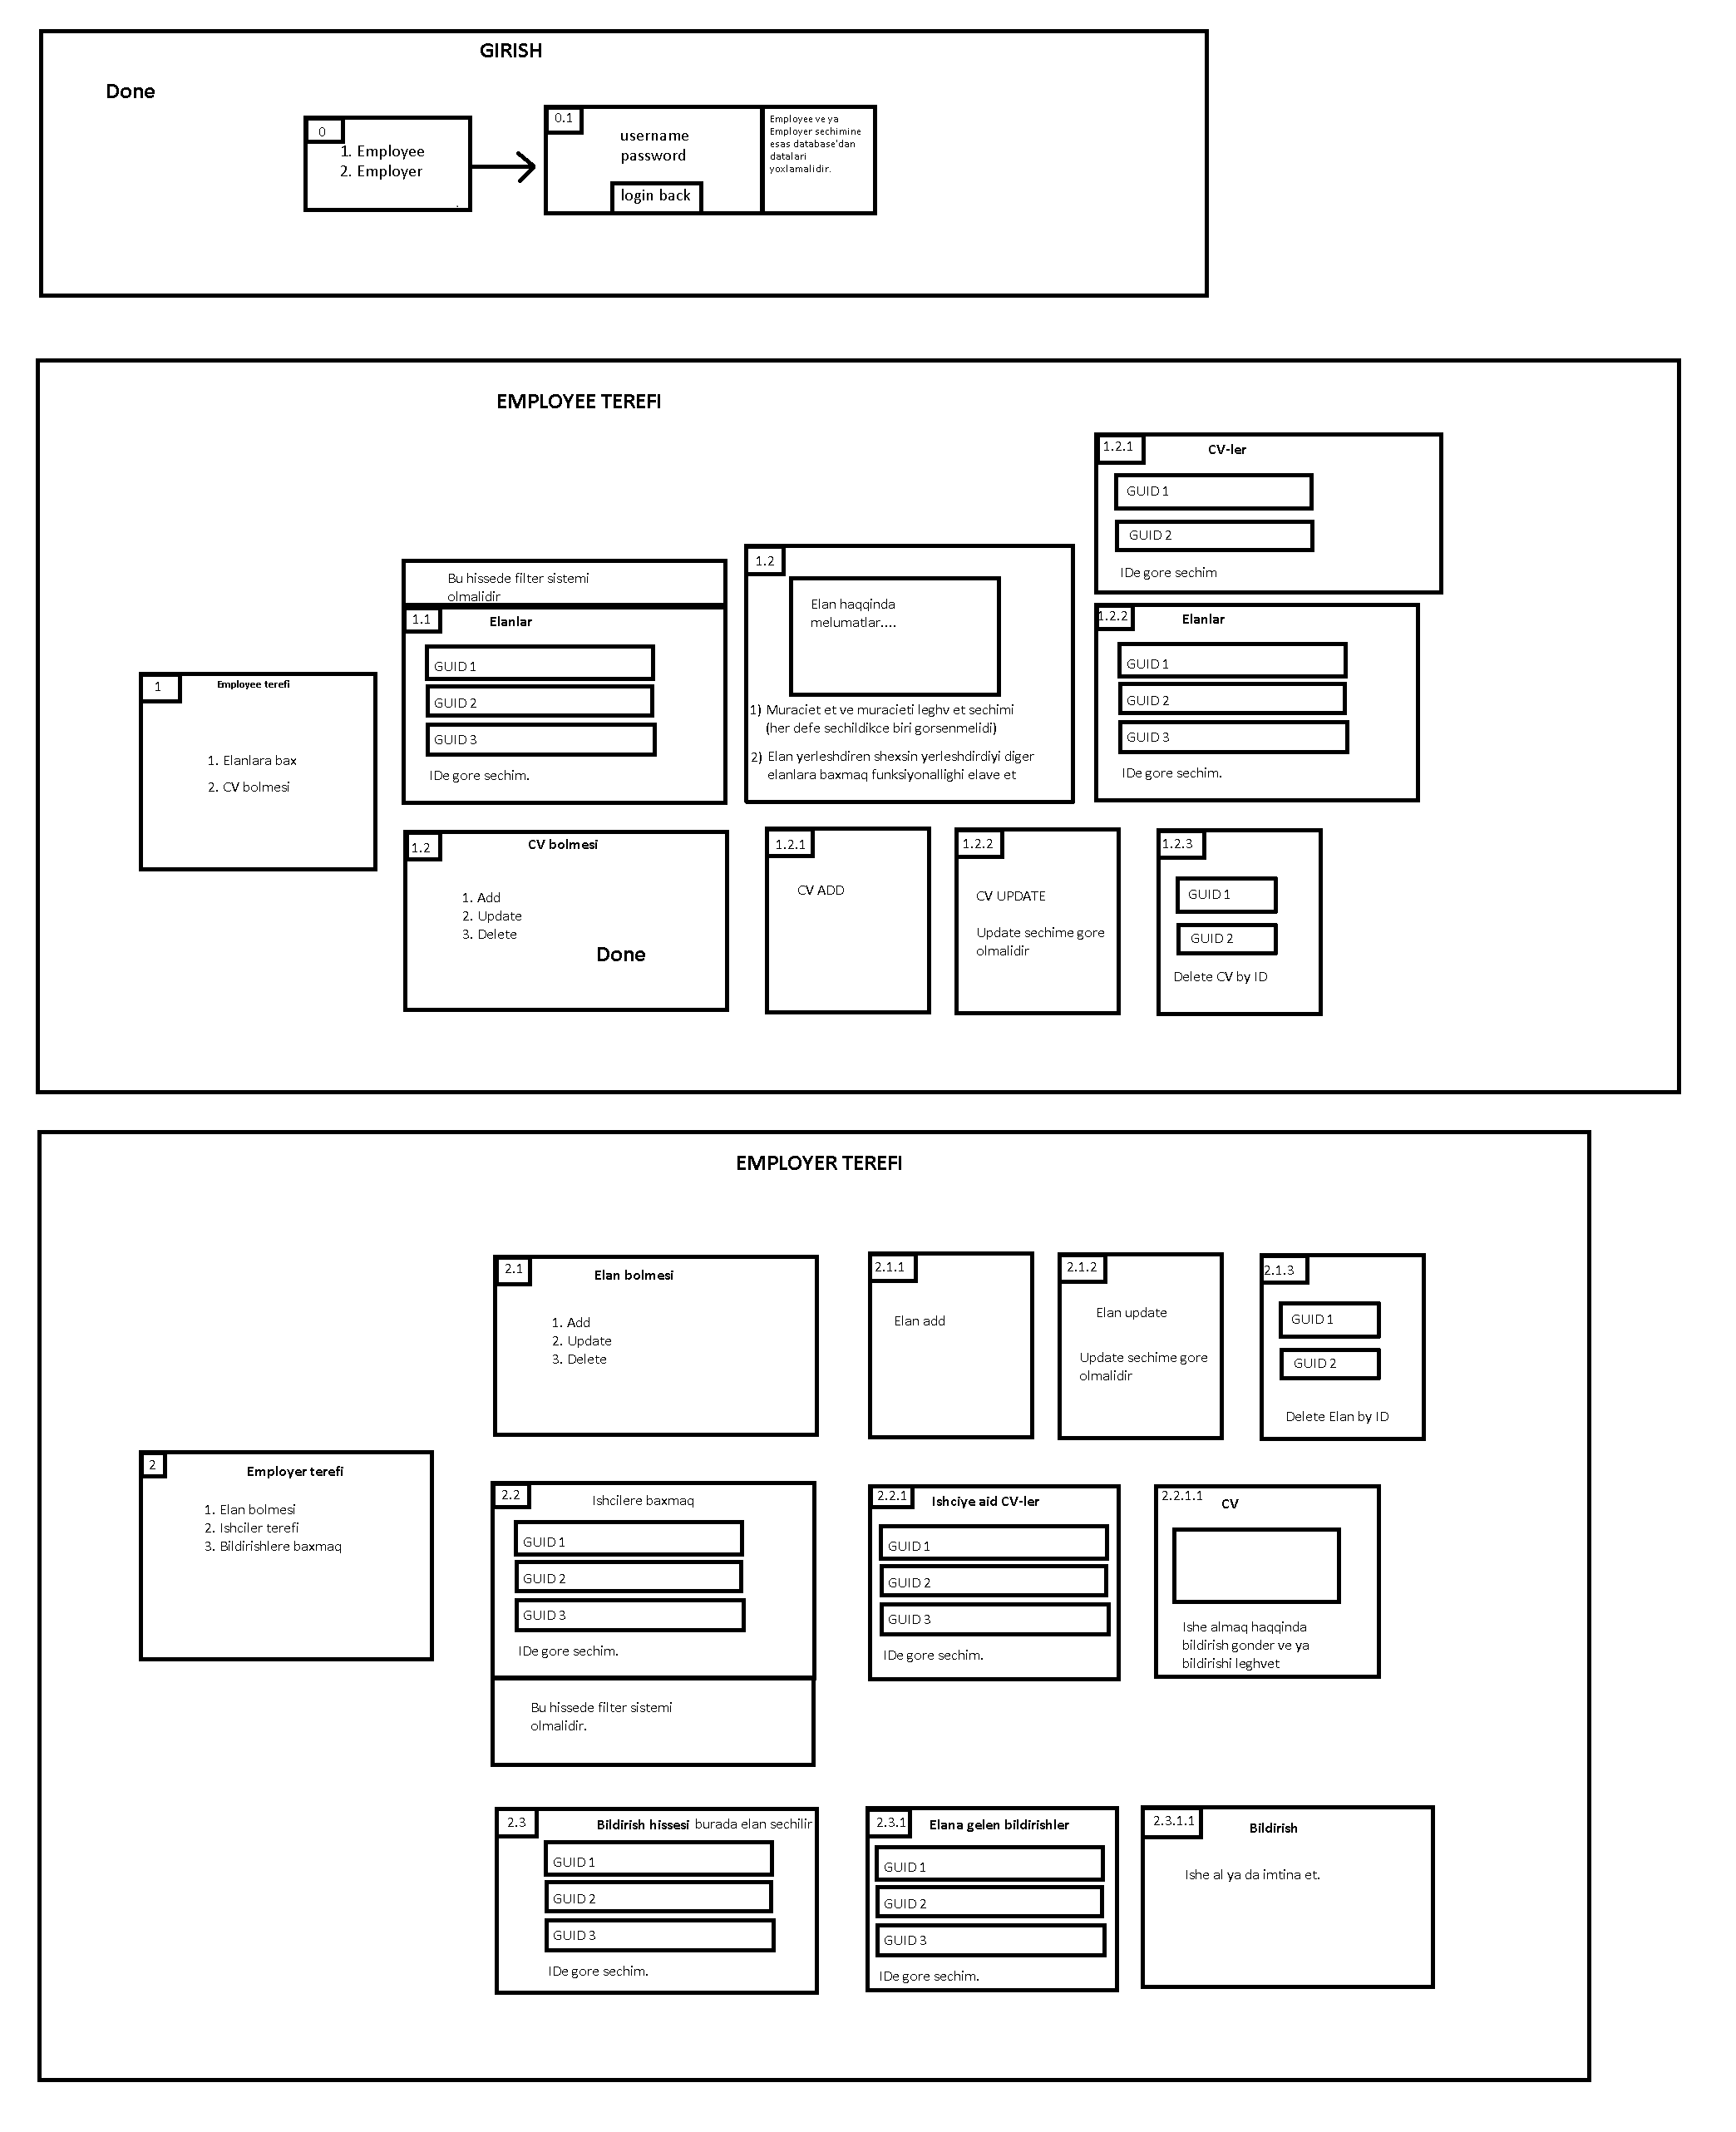 GIRISH
Done
0
1. Employee
2. Employer
0.1
username
password
login back
Employee ve ya
Employer sechimine
esas database'dan
datalari
yoxlamalidir.
EMPLOYEE TEREFI
1
Employee terefi
1. Elanlara bax
2. CV bolmesi
Bu hissede filter sistemi
olmalidir
1.1
Elanlar
GUID 1
GUID 2
GUID 3
IDe gore sechim.
1.2
Elan haqqinda
melumatlar....
1) Muraciet et ve muracieti leghv et sechimi
(her defe sechildikce biri gorsenmelidi)
2) Elan yerleshdiren shexsin yerleshdirdiyi diger
elanlara baxmaq funksiyonallighi elave et
1.2.1
CV-ler
GUID 1
GUID 2
IDe gore sechim
1.2.2
Elanlar
GUID 1
GUID 2
GUID 3
IDe gore sechim.
1.2
CV bolmesi
1. Add
2. Update
3. Delete
Done
1.2.1
CV ADD
1.2.2
CV UPDATE
Update sechime gore
olmalidir
1.2.3
GUID 1
GUID 2
Delete CV by ID
EMPLOYER TEREFI
2
Employer terefi
1. Elan bolmesi
2. Ishciler terefi
3. Bildirishlere baxmaq
2.1
Elan bolmesi
1. Add
2. Update
3. Delete
2.1.1
Elan add
2.1.2
Elan update
Update sechime gore
olmalidir
2.1.3
GUID 1
GUID 2
Delete Elan by ID
2.2
Ishcilere baxmaq
GUID 1
GUID 2
GUID 3
IDe gore sechim.
Bu hissede filter sistemi
olmalidir.
2.2.1
Ishciye aid CV-ler
GUID 1
GUID 2
GUID 3
IDe gore sechim.
2.2.1.1
CV
Ishe almaq haqqinda
bildirish gonder ve ya
bildirishi leghvet
2.3
Bildirish hissesi burada elan sechilir
GUID 1
GUID 2
GUID 3
IDe gore sechim.
2.3.1
Elana gelen bildirishler
GUID 1
GUID 2
GUID 3
IDe gore sechim.
2.3.1.1
Bildirish
Ishe al ya da imtina et.